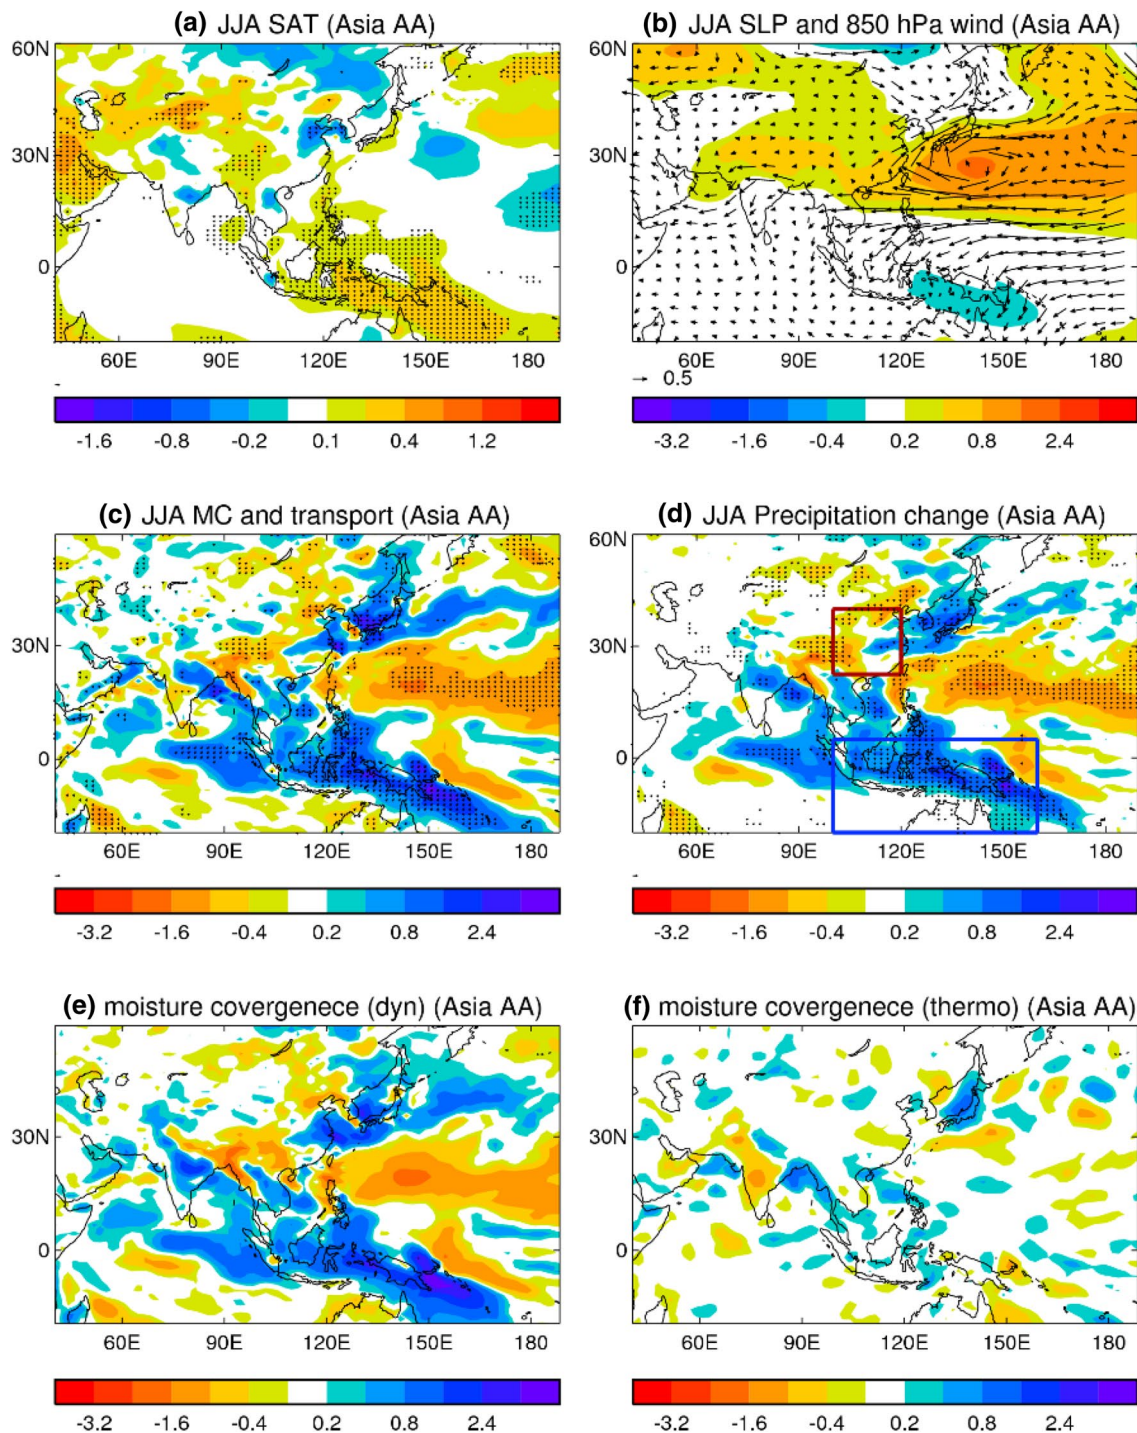 (a) JJA SAT (Asia AA)
(b) JJA SLP and 850 hPa wind (Asia AA)
60N
30N
0
60E 90E 120E 150E 180
60N
30N
0
60E 90E 120E 150E 180
0.5
-1.6 -0.8 -0.2 0.1 0.4 1.2
-3.2 -1.6 -0.4 0.2 0.8 2.4
(c) JJA MC and transport (Asia AA)
(d) JJA Precipitation change (Asia AA)
30N
0
60E 90E 120E 150E 180
60N
30N
0
60E 90E 120E 150E 180
-3.2 -1.6 -0.4 0.2 0.8 2.4
-3.2 -1.6 -0.4 0.2 0.8 2.4
(e) moisture covergenece (dyn) (Asia AA)
(f) moisture covergenece (thermo) (Asia AA)
30N
0
60E 90E 120E 150E 180
30N
0
60E 90E 120E 150E 180
-3.2 -1.6 -0.4 0.2 0.8 2.4
-3.2 -1.6 -0.4 0.2 0.8 2.4